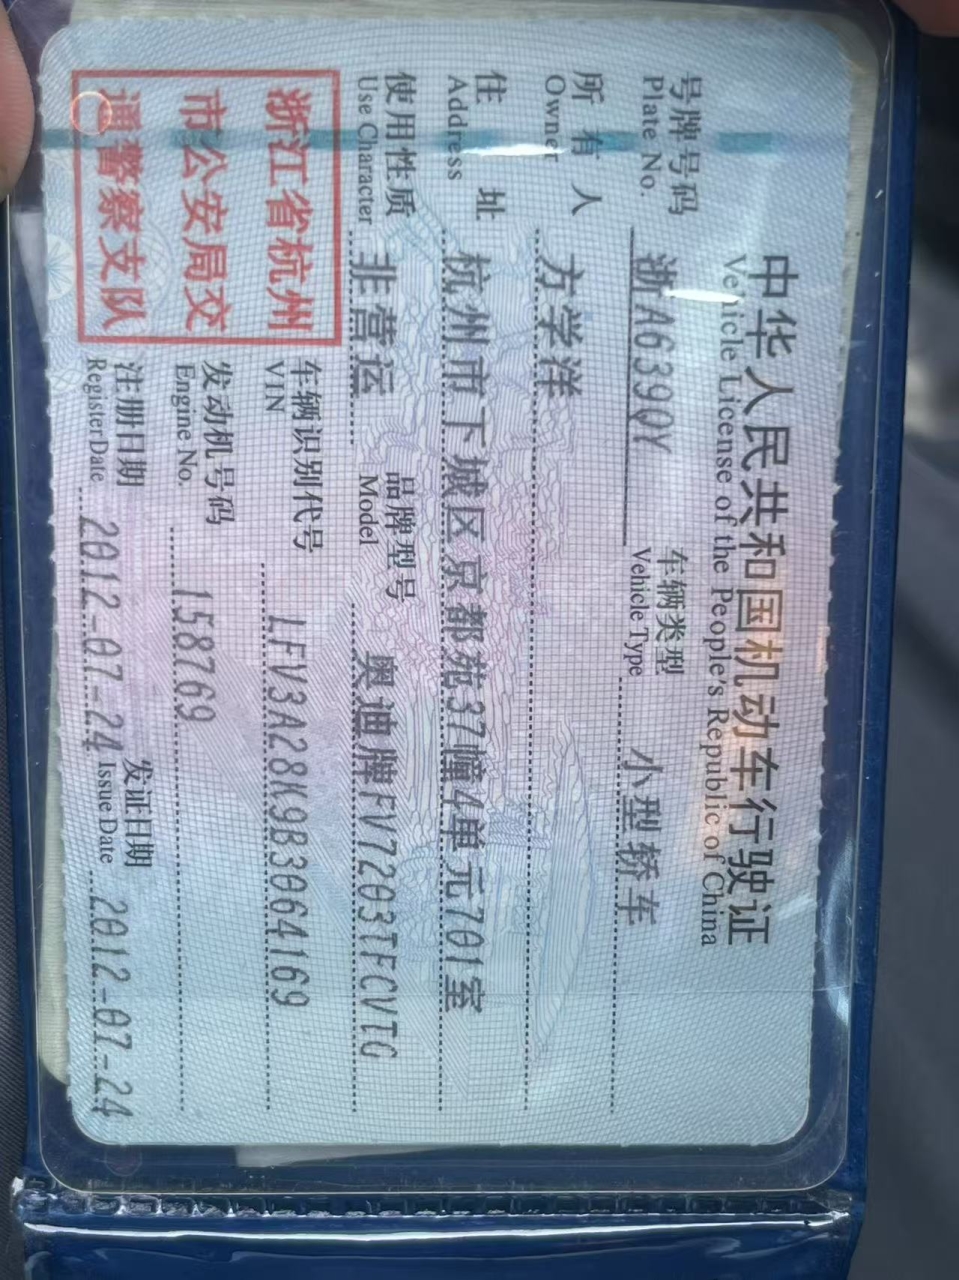 中华人民共和国机动车行驶证
Vehicle License of the People's Republic of China
号牌号码 浙A639QY 车辆类型 小型轿车
Plate No. Vehicle Type
所有人 方学洋
Owner
住址 杭州市下城区京都苑37幢4单元701室
Address
使用性质 非营运 品牌型号 奥迪牌FV7203TFCVTG
Use Character Model
浙江省杭州
市公安局交
通警察支队
车辆识别代号 LFV3A28K9B3064169
VIN
发动机号码 158769
Engine No.
注册日期 2012-07-24 发证日期 2012-07-24
Register Date Issue Date